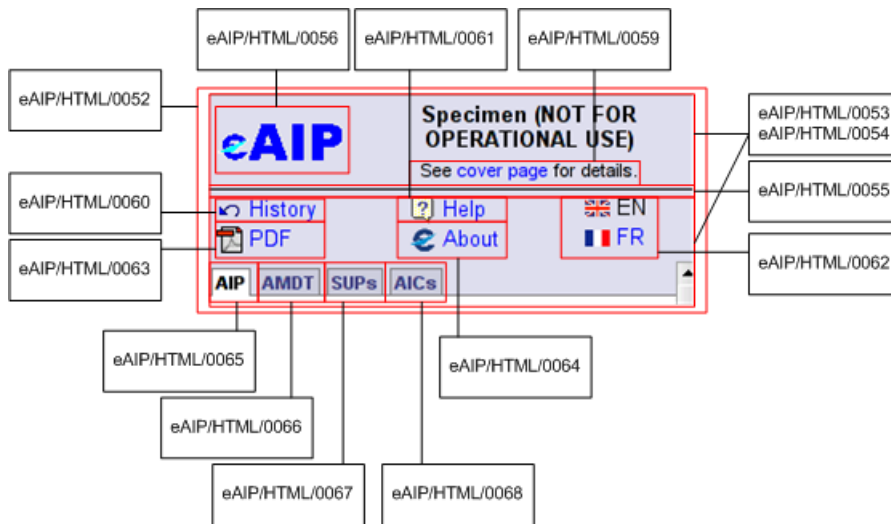 eAIP/HTML/0056
eAIP/HTML/0061
eAIP/HTML/0059
eAIP/HTML/0052
eAIP/HTML/0053
eAIP/HTML/0054
eAIP
Specimen (NOT FOR
OPERATIONAL USE)
See cover page for details.
eAIP/HTML/0055
eAIP/HTML/0060
History
Help
EN
PDF
About
FR
eAIP/HTML/0063
eAIP/HTML/0062
AIP AMDT SUPs AICs
eAIP/HTML/0065
eAIP/HTML/0064
eAIP/HTML/0066
eAIP/HTML/0067
eAIP/HTML/0068